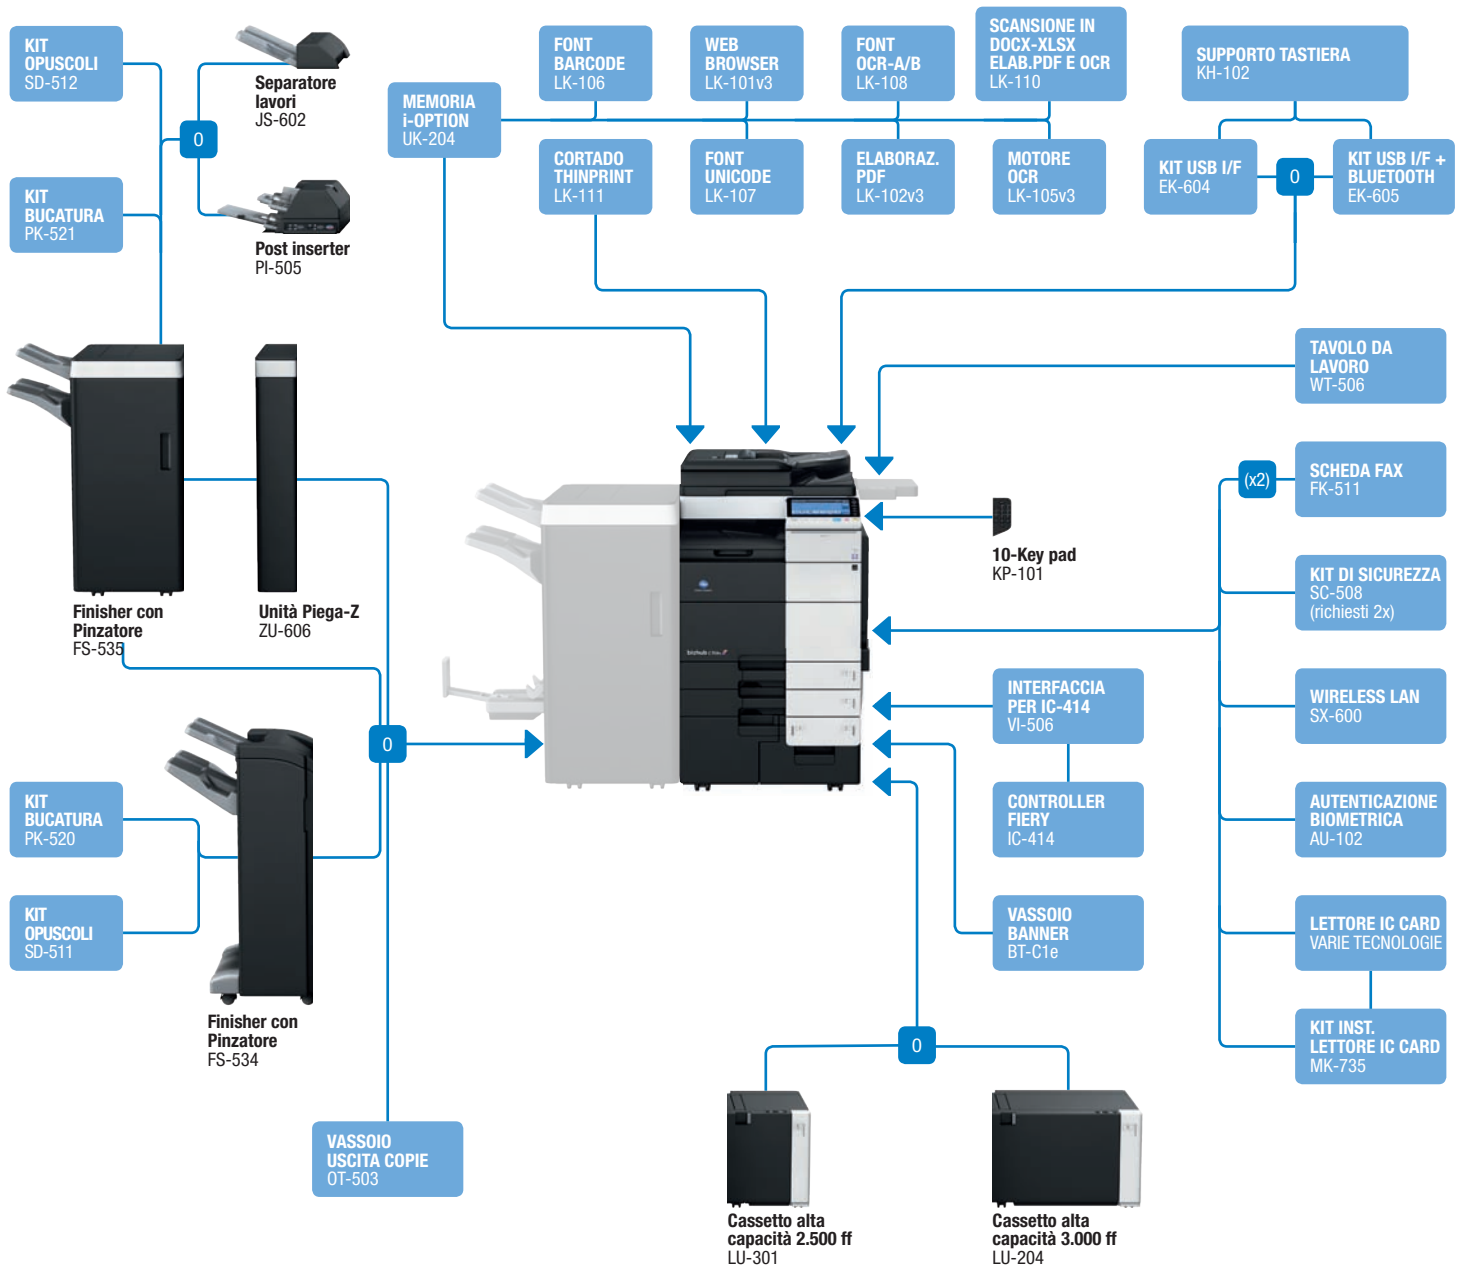 KIT
OPUSCOLI
SD-512
Separatore
lavori
JS-602
0
KIT
BUCATURA
PK-521
Post inserter
PI-505
MEMORIA
i-OPTION
UK-204
FONT
BARCODE
LK-106
WEB
BROWSER
LK-101v3
FONT
OCR-A/B
LK-108
SCANSIONE IN
DOCX-XLSX
ELAB.PDF E OCR
LK-110
CORTADO
THINPRINT
LK-111
FONT
UNICODE
LK-107
ELABORAZ.
PDF
LK-102v3
MOTORE
OCR
LK-105v3
SUPPORTO TASTIERA
KH-102
KIT USB I/F
EK-604
0
KIT USB I/F +
BLUETOOTH
EK-605
TAVOLO DA
LAVORO
WT-506
(x2)
SCHEDA FAX
FK-511
10-Key pad
KP-101
KIT DI SICUREZZA
SC-508
(richiesti 2x)
Finisher con
Pinzatore
FS-535
Unità Piega-Z
ZU-606
bizhub
INTERFACCIA
PER IC-414
VI-506
WIRELESS LAN
SX-600
0
KIT
BUCATURA
PK-520
CONTROLLER
FIERY
IC-414
AUTENTICAZIONE
BIOMETRICA
AU-102
KIT
OPUSCOLI
SD-511
VASSOIO
BANNER
BT-C1e
LETTORE IC CARD
VARIE TECNOLOGIE
Finisher con
Pinzatore
FS-534
0
KIT INST.
LETTORE IC CARD
MK-735
VASSOIO
USCITA COPIE
OT-503
Cassetto alta
capacità 2.500 ff
LU-301
Cassetto alta
capacità 3.000 ff
LU-204